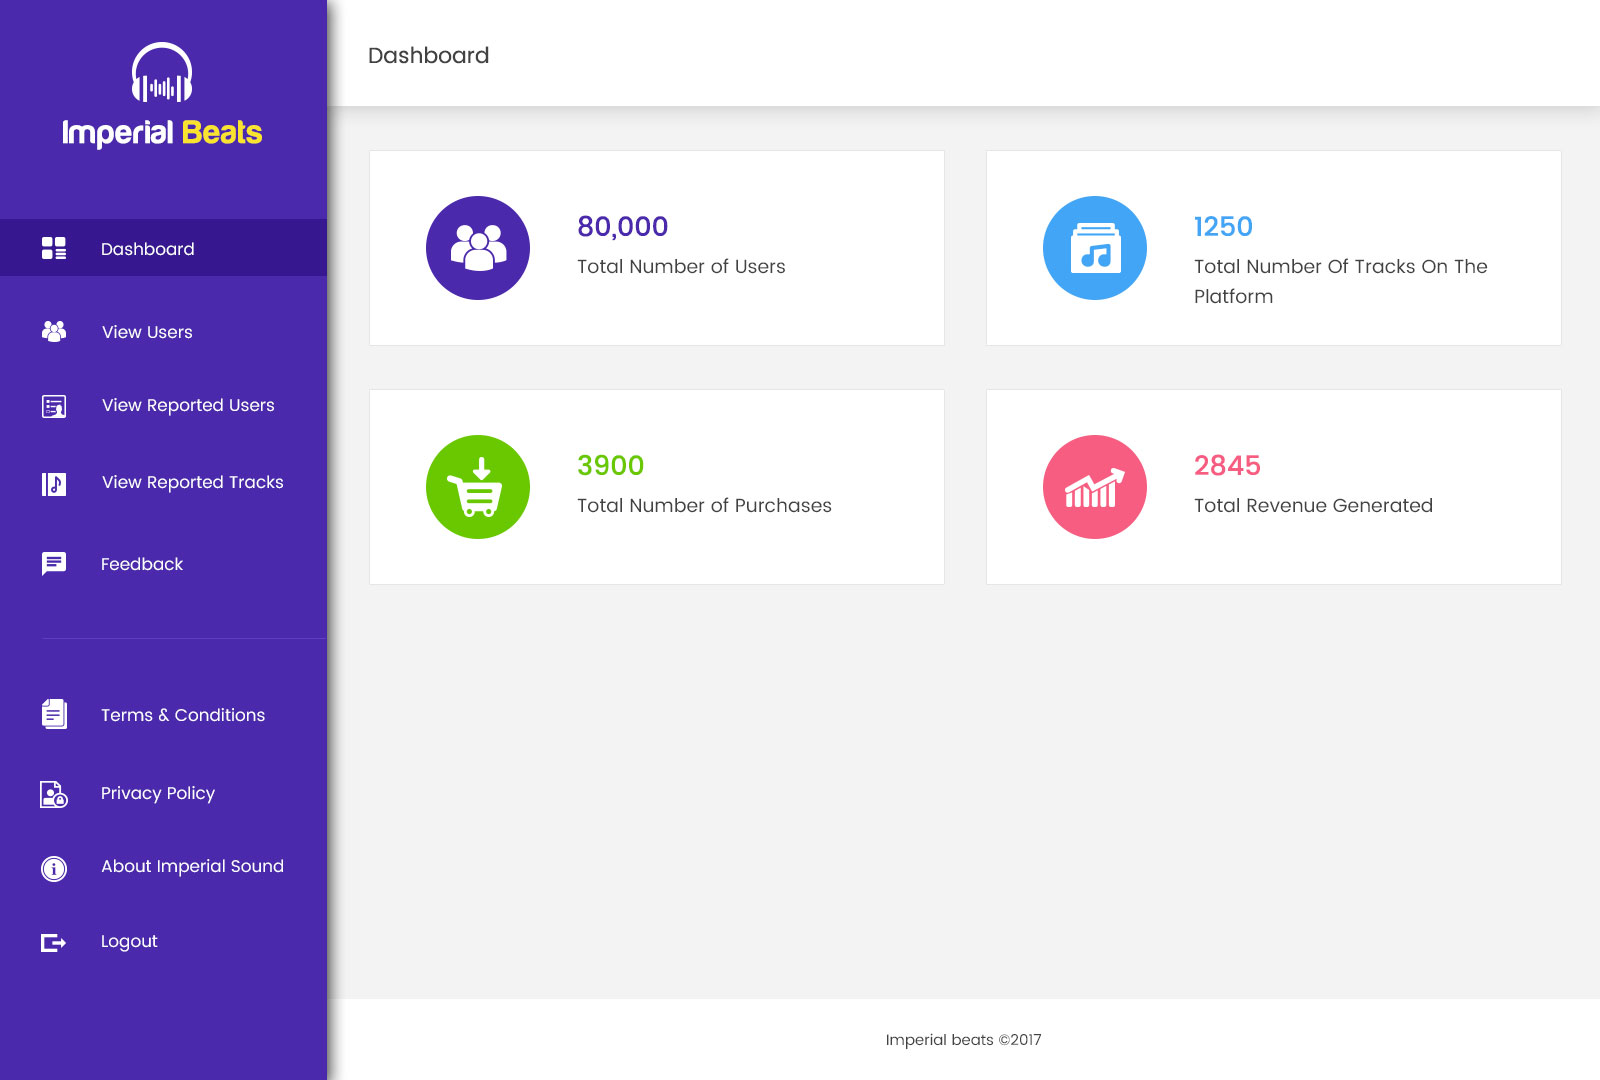 Imperial Beats
Dashboard
View Users
View Reported Users
View Reported Tracks
Feedback
Terms & Conditions
Privacy Policy
About Imperial Sound
Logout
Dashboard
80,000
Total Number of Users
1250
Total Number Of Tracks On The
Platform
3900
Total Number of Purchases
2845
Total Revenue Generated
Imperial beats ©2017